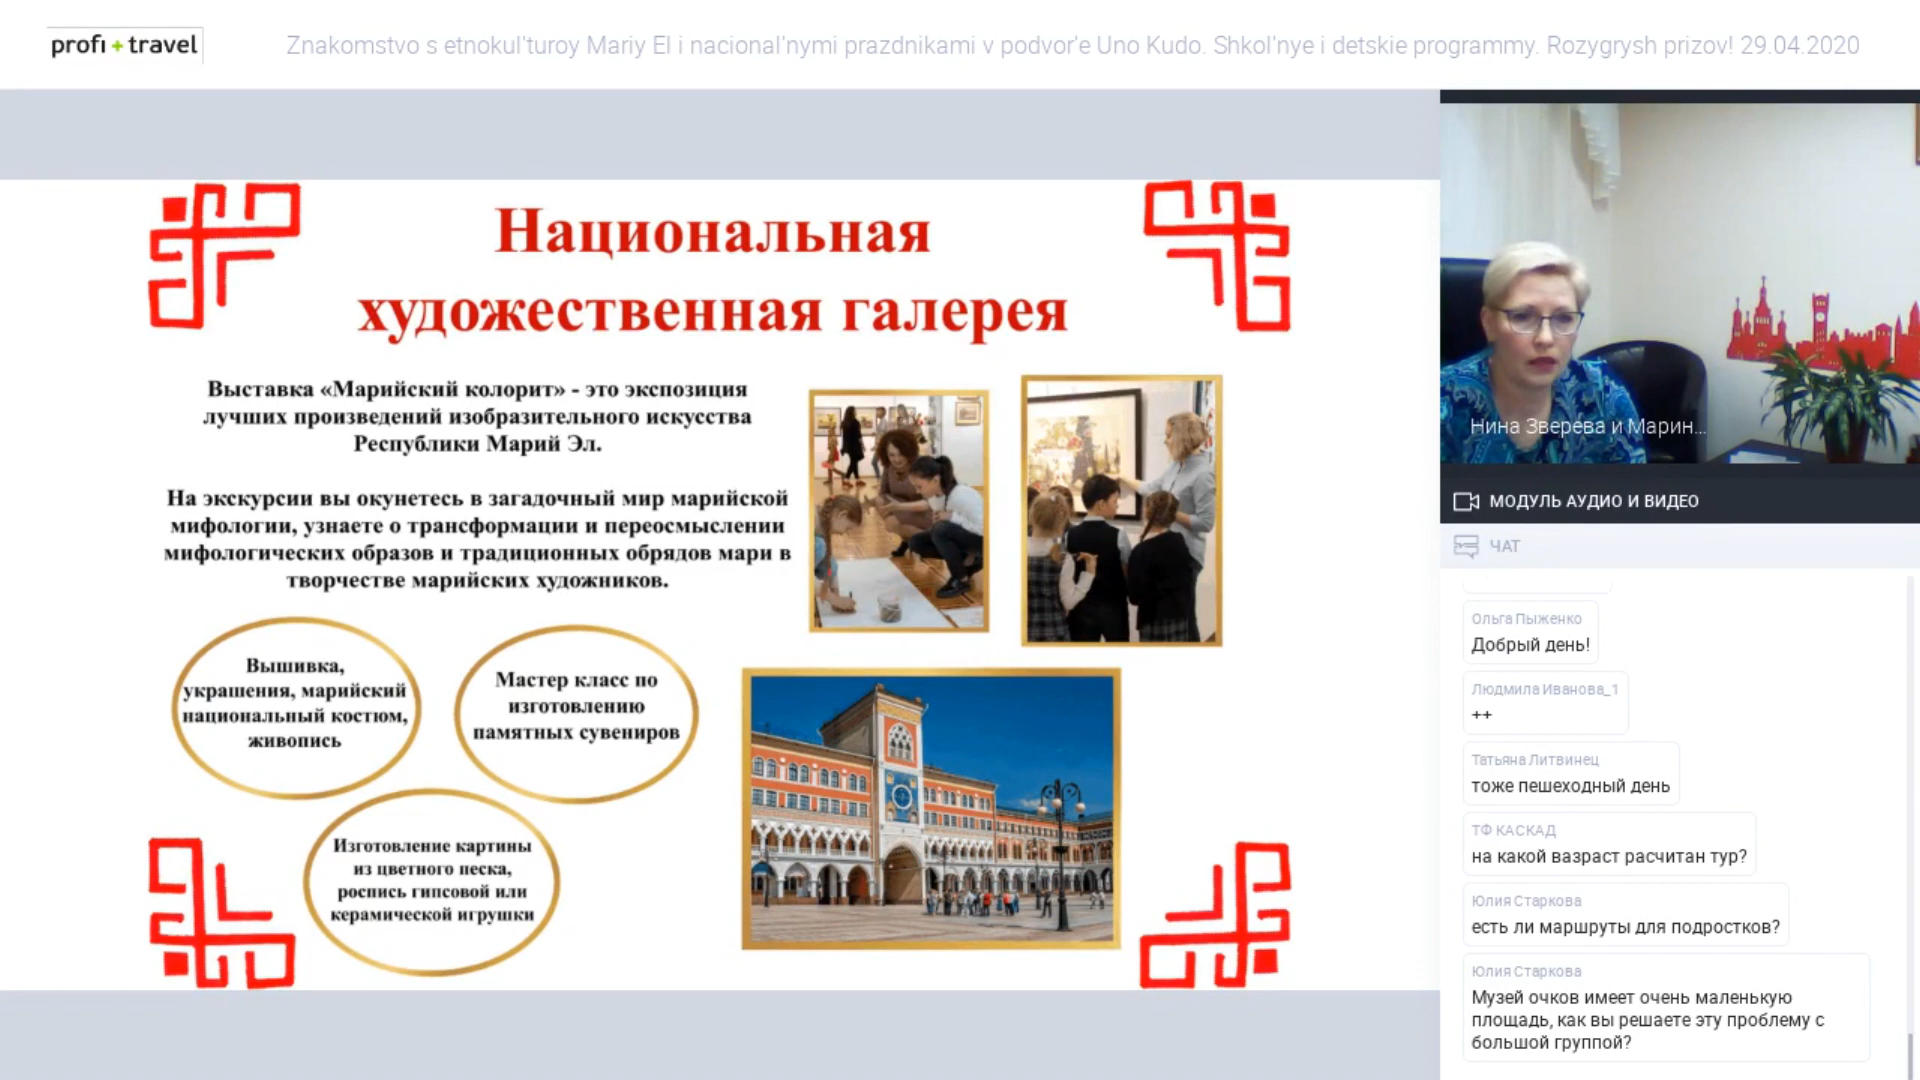 profi travel
Znakomstvo s etnokul'turoy Mariy El i nacional'nymi prazdnikami v podvor'e Uno Kudo. Shkol'nye i detskie programmy. Rozygrysh prizov! 29.04.2020
Национальная
художественная галерея
Выставка «Марийский колорит» - это экспозиция
лучших произведений изобразительного искусства
Республики Марий Эл.
На экскурсии вы окунетесь в загадочный мир марийской
мифологии, узнаете о трансформации и переосмыслении
мифологических образов и традиционных обрядов мари в
творчестве марийских художников.
Вышивка,
украшения, марийский
национальный костюм,
живопись
Мастер класс по
изготовлению
памятных сувениров
Изготовление картины
из цветного песка,
роспись гипсовой или
керамической игрушки
Нина Зверева и Марин...
МОДУЛЬ АУДИО И ВИДЕО
ЧАТ
Ольга Пыженко
Добрый день!
Людмила Иванова_1
++
Татьяна Литвинец
тоже пешеходный день
ТФ КАСКАД
на какой вазраст расчитан тур?
Юлия Старкова
есть ли маршруты для подростков?
Юлия Старкова
Музей очков имеет очень маленькую
площадь, как вы решаете эту проблему с
большой группой?